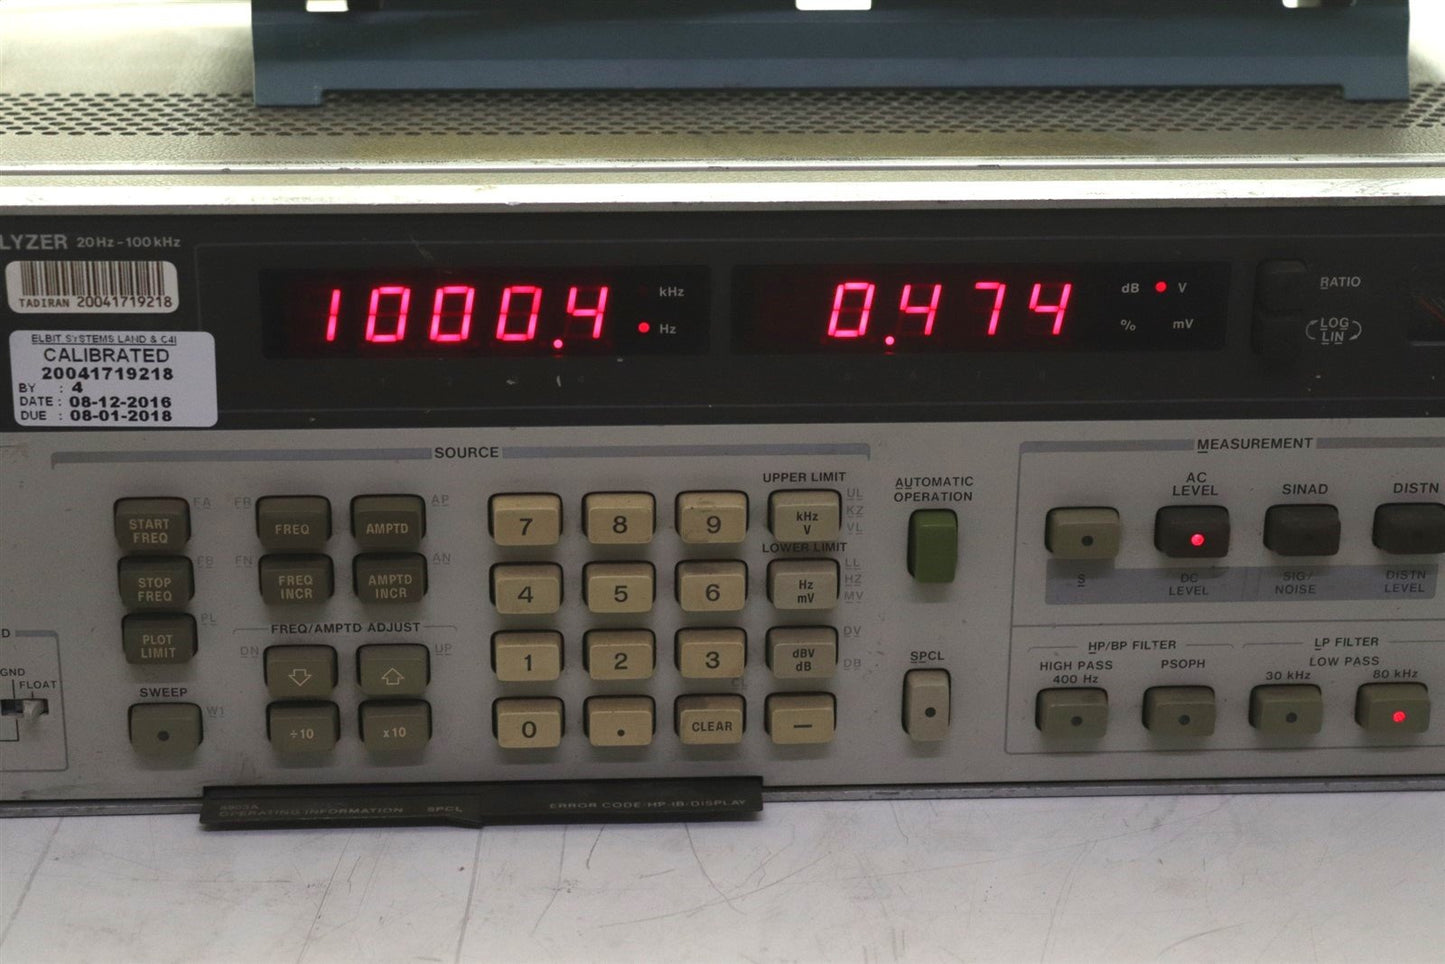 LYZER 20Hz-100kHz
TADIRAN 20041719218
ELBIT SYSTEMS LAND & C4I
CALIBRATED
20041719218
BY : 4
DATE : 08-12-2016
DUE : 08-01-2018
1000.4
kHz
Hz
0.474
dB V
% mV
RATIO
LOG
LIN
SOURCE
START FREQ
FA
STOP FREQ
FB
PLOT LIMIT
PL
SWEEP
W1
FR
FREQ
AMPTD
AP
FN
FREQ INCR
AMPTD INCR
AN
FREQ/AMPTD ADJUST
DN
UP
÷10
x10
7 8 9
4 5 6
1 2 3
CL
0 . CLEAR −
UPPER LIMIT
kHz
V
UL
KZ
VL
LOWER LIMIT
Hz
mV
LL
HZ
MV
dBV
dB
DV
DB
AUTOMATIC
OPERATION
SPCL
MEASUREMENT
AC
LEVEL
SINAD
DISTN
S
DC
LEVEL
SIG/
NOISE
DISTN
LEVEL
HP/BP FILTER
HIGH PASS
400 Hz
PSOPH
LP FILTER
LOW PASS
30 kHz
80 kHz
D
GND
FLOAT
8903A
OPERATING INFORMATION SPCL
ERROR CODE/HP-IB/DISPLAY